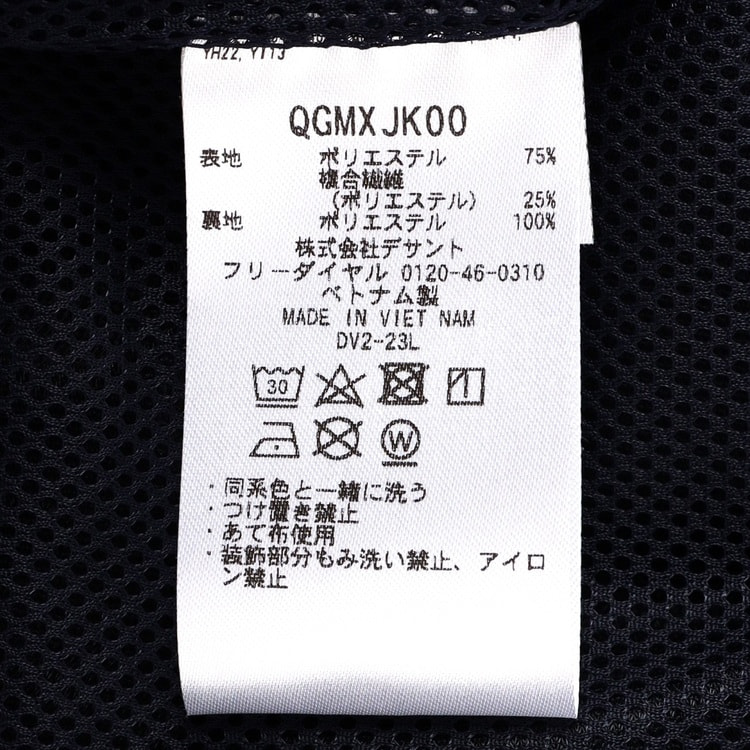 YH22, YT13
QGMXJK00
表地 ポリエステル 75%
複合繊維
(ポリエステル) 25%
裏地 ポリエステル 100%
株式会社デサント
フリーダイヤル 0120-46-0310
ベトナム製
MADE IN VIET NAM
DV2-23L
30
W
・同系色と一緒に洗う
・つけ置き禁止
・あて布使用
・装飾部分もみ洗い禁止、アイロ
ン禁止